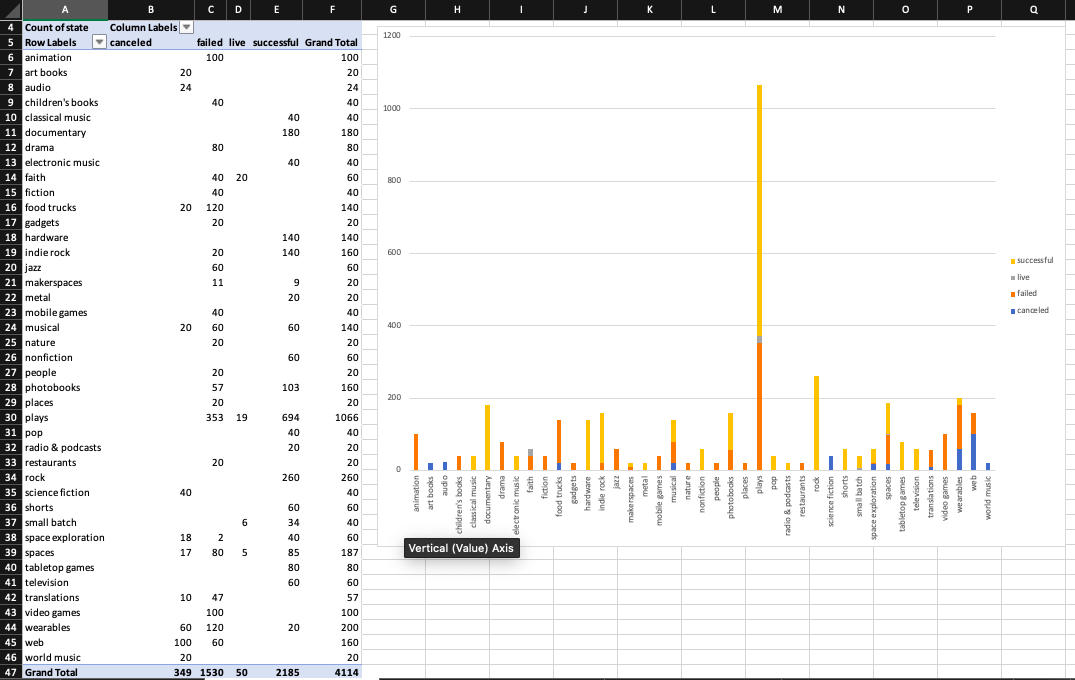 A B C D E F G H I J K L M N O P Q
4 Count of state Column Labels
5 Row Labels canceled failed live successful Grand Total
6 animation 100 100
7 art books 20 20
8 audio 24 24
9 children's books 40 40
10 classical music 40 40
11 documentary 180 180
12 drama 80 80
13 electronic music 40 40
14 faith 40 20 60
15 fiction 40 40
16 food trucks 20 120 140
17 gadgets 20 20
18 hardware 140 140
19 indie rock 20 140 160
20 jazz 60 60
21 makerspaces 11 9 20
22 metal 20 20
23 mobile games 40 40
24 musical 20 60 60 140
25 nature 20 20
26 nonfiction 60 60
27 people 20 20
28 photobooks 57 103 160
29 places 20 20
30 plays 353 19 694 1066
31 pop 40 40
32 radio & podcasts 20 20
33 restaurants 20 20
34 rock 260 260
35 science fiction 40 40
36 shorts 60 60
37 small batch 6 34 40
38 space exploration 18 2 40 60
39 spaces 17 80 5 85 187
40 tabletop games 80 80
41 television 60 60
42 translations 10 47 57
43 video games 100 100
44 wearables 60 120 20 200
45 web 100 60 160
46 world music 20 20
47 Grand Total 349 1530 50 2185 4114
1200
1000
800
600
400
200
0
animation
art books
audio
children's books
classical music
documentary
drama
electronic music
faith
fiction
food trucks
gadgets
hardware
indie rock
jazz
makerspaces
metal
mobile games
musical
nature
nonfiction
people
photobooks
places
plays
pop
radio & podcasts
restaurants
rock
science fiction
shorts
small batch
space exploration
spaces
tabletop games
television
translations
video games
wearables
web
world music
successful
live
failed
canceled
Vertical (Value) Axis